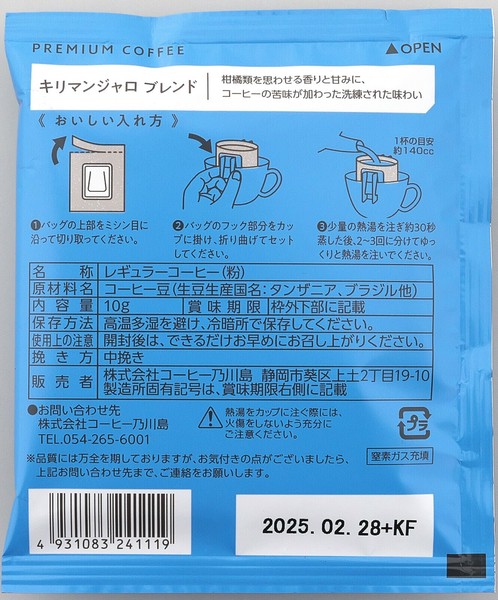 PREMIUM COFFEE
▲OPEN
キリマンジャロ ブレンド
柑橘類を思わせる香りと甘みに、
コーヒーの苦味が加わった洗練された味わい
《 おいしい入れ方 》
1杯の目安
約140cc
❶バッグの上部をミシン目に
沿って切り取ってください。
❷バッグのフック部分をカッ
プに掛け、折り曲げてセット
してください。
❸少量の熱湯を注ぎ約30秒
蒸した後、2~3回に分けてゆっ
くりと熱湯を注いでください。
名称 レギュラーコーヒー(粉)
原材料名 コーヒー豆(生豆生産国名:タンザニア、ブラジル他)
内容量 10g 賞味期限 枠外下部に記載
保存方法 高温多湿を避け、冷暗所で保存してください。
使用上の注意 開封後は、できるだけお早めにお召し上がりください。
挽き方 中挽き
販売者 株式会社コーヒー乃川島 静岡市葵区上土2丁目19-10
製造所固有記号は、賞味期限右側に記載
●お問い合わせ先
株式会社コーヒー乃川島
TEL.054-265-6001
熱湯をカップに注ぐ際には、
火傷をしないよう充分に
ご注意ください。
プラ
※品質には万全を期しておりますが、お気付きの点がございましたら、
上記お問い合わせ先まで、ご連絡をお願いします。
窒素ガス充填
4 931083 241119
2025.02.28+KF